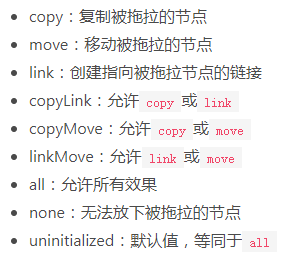 • copy：复制被拖拉的节点
• move：移动被拖拉的节点
• link：创建指向被拖拉节点的链接
• copyLink：允许 copy 或 link
• copyMove：允许 copy 或 move
• linkMove：允许 link 或 move
• all：允许所有效果
• none：无法放下被拖拉的节点
• uninitialized：默认值，等同于 all